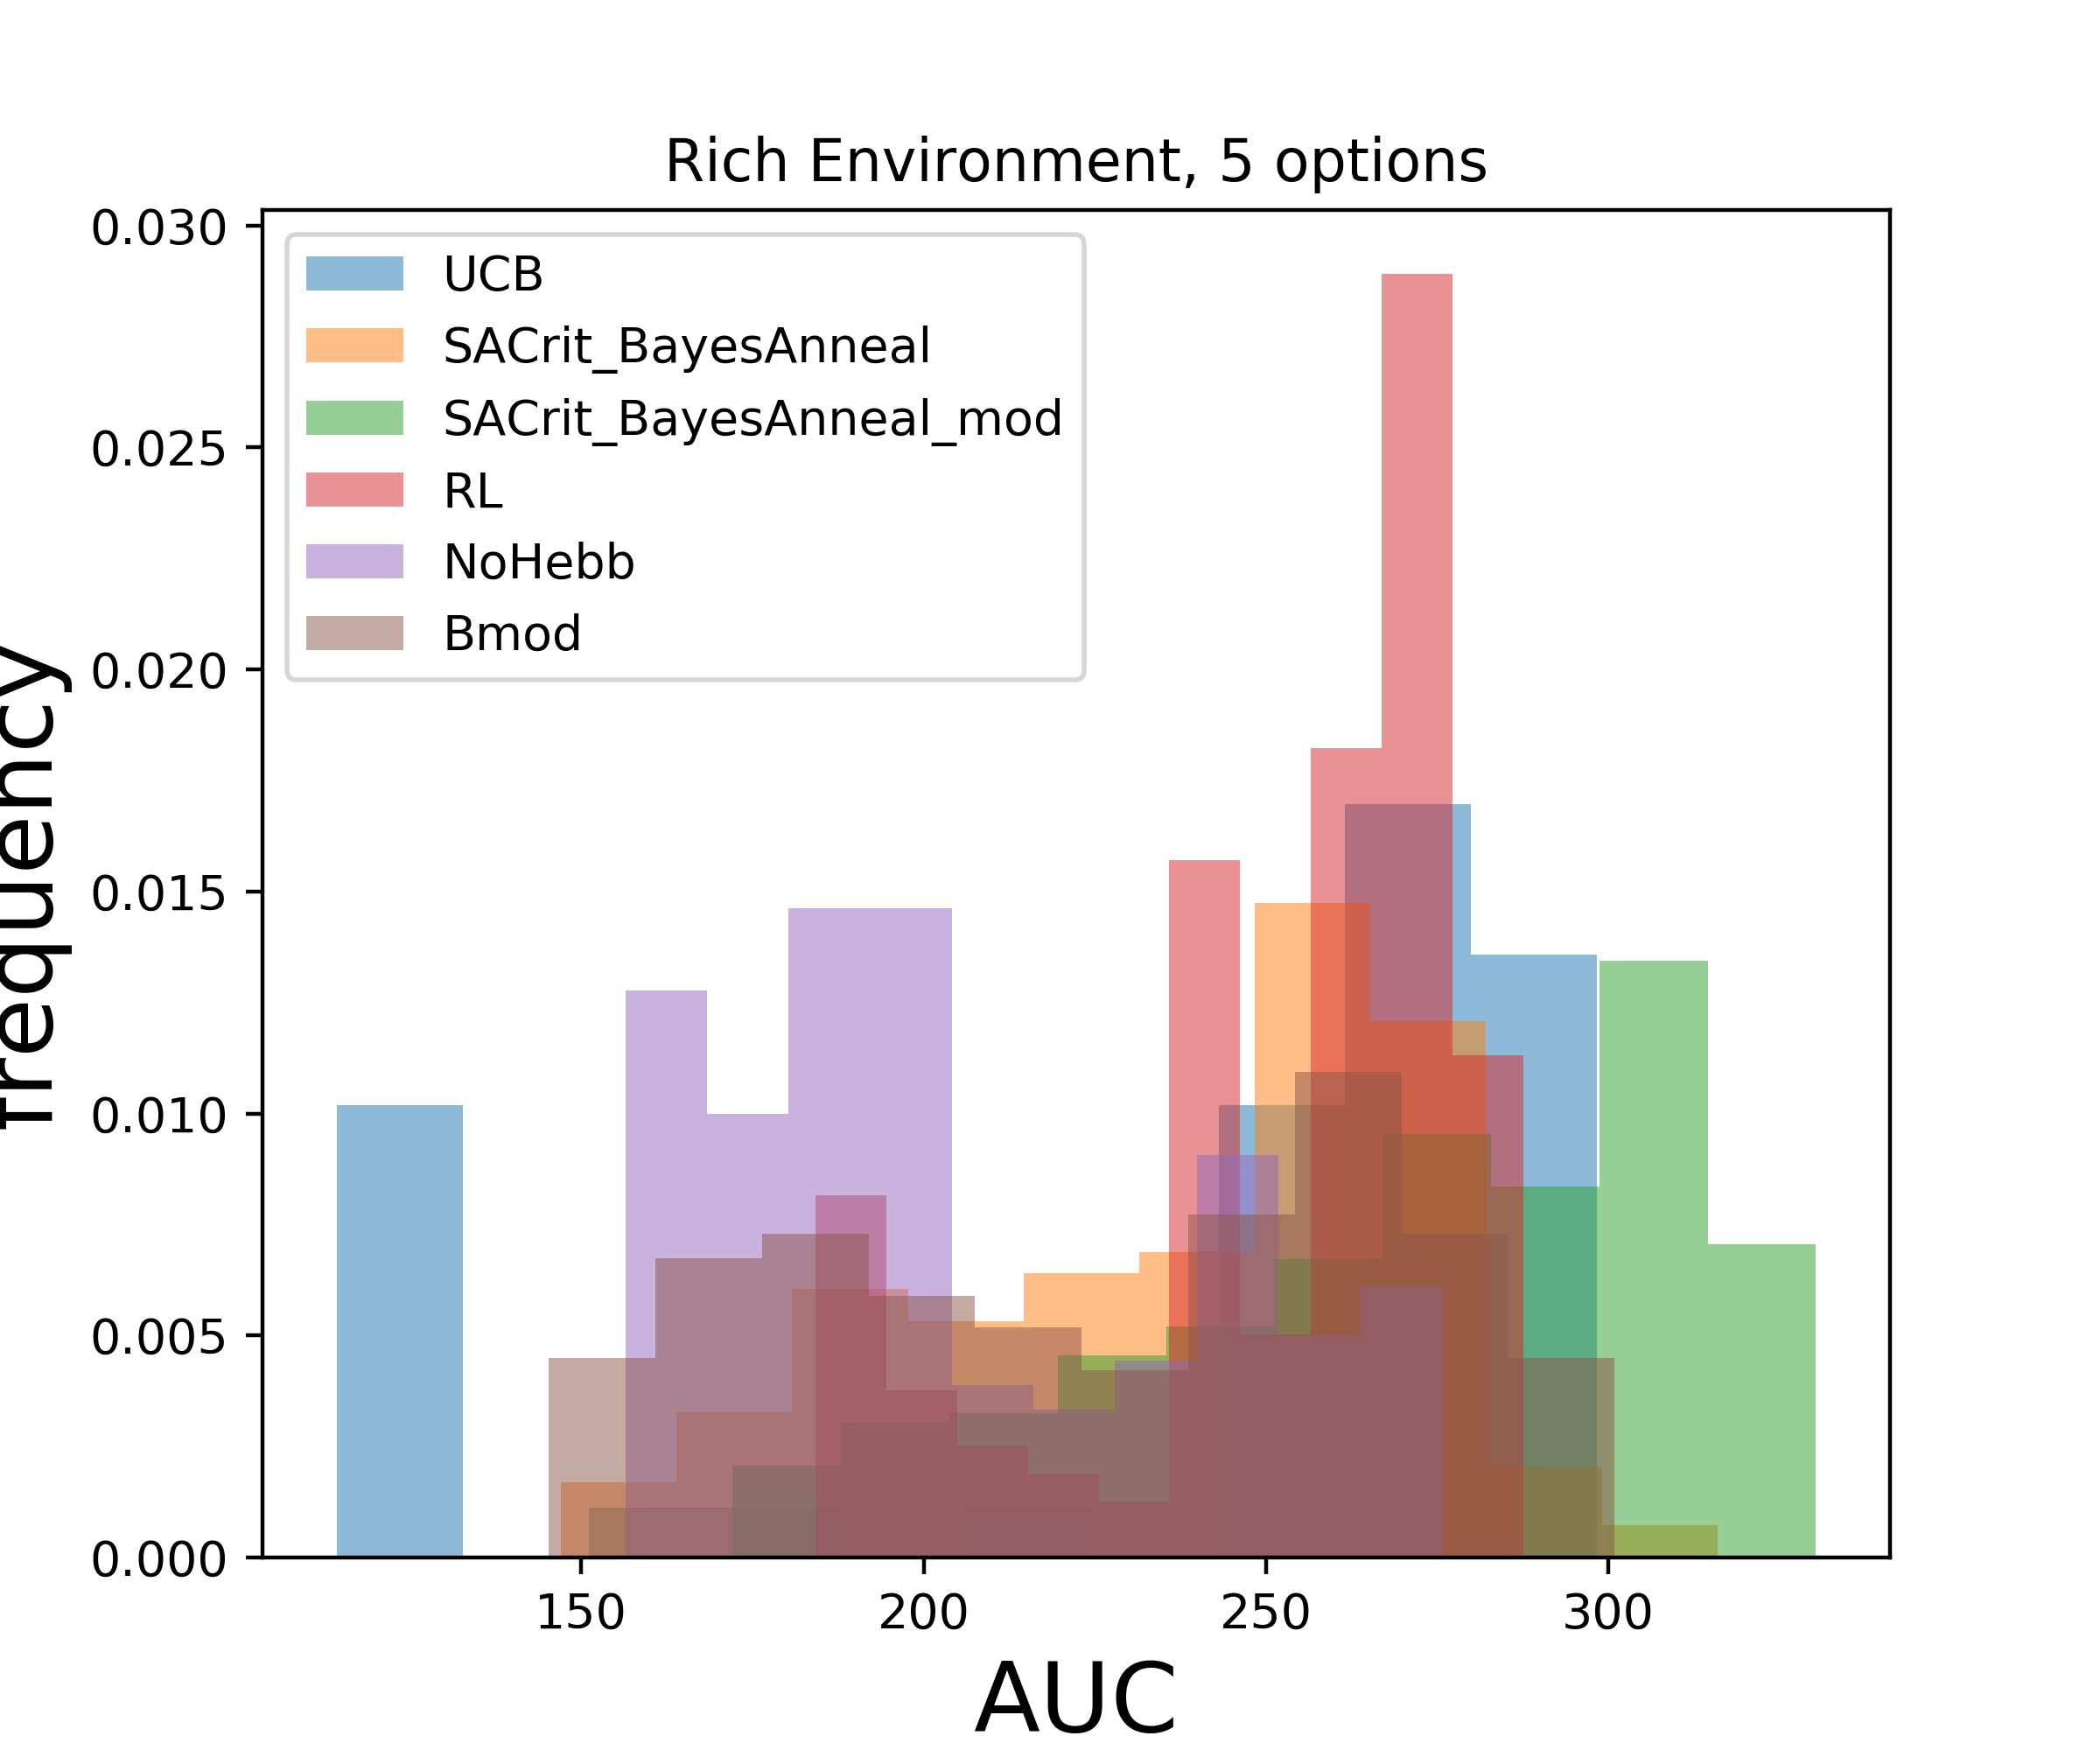 Rich Environment, 5 options
0.030
0.025
0.020
0.015
0.010
0.005
0.000
frequency
UCB
SACrit_BayesAnneal
SACrit_BayesAnneal_mod
RL
NoHebb
Bmod
150 200 250 300
AUC